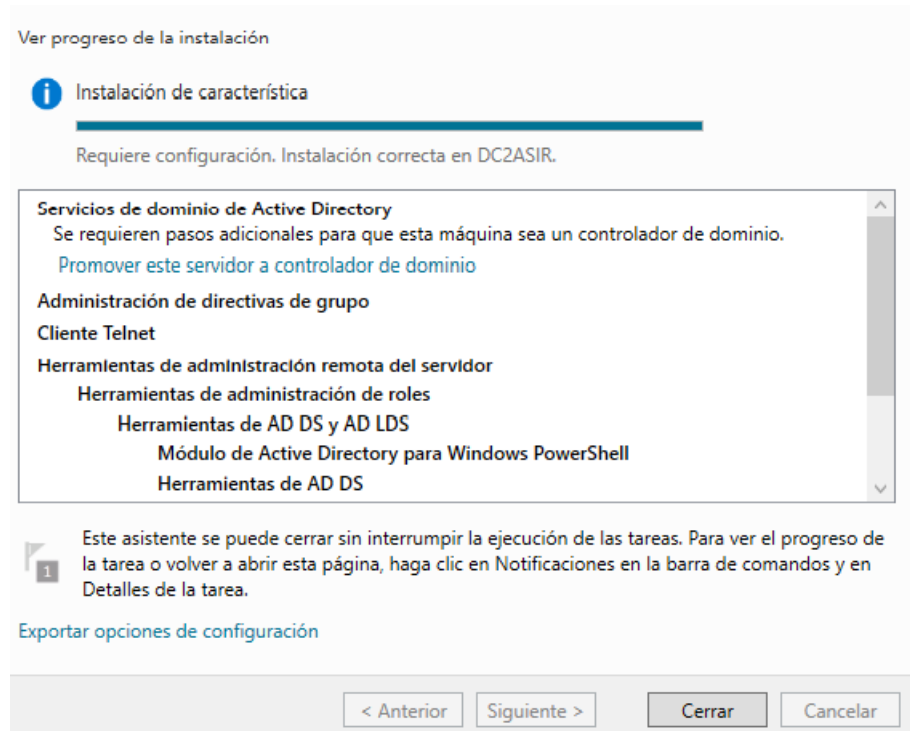 Ver progreso de la instalación
Instalación de característica
Requiere configuración. Instalación correcta en DC2ASIR.
Servicios de dominio de Active Directory
Se requieren pasos adicionales para que esta máquina sea un controlador de dominio.
Promover este servidor a controlador de dominio
Administración de directivas de grupo
Cliente Telnet
Herramientas de administración remota del servidor
Herramientas de administración de roles
Herramientas de AD DS y AD LDS
Módulo de Active Directory para Windows PowerShell
Herramientas de AD DS
Este asistente se puede cerrar sin interrumpir la ejecución de las tareas. Para ver el progreso de
1 la tarea o volver a abrir esta página, haga clic en Notificaciones en la barra de comandos y en
Detalles de la tarea.
Exportar opciones de configuración
< Anterior Siguiente > Cerrar Cancelar